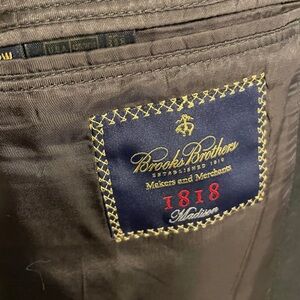 Brooks Brothers
ESTABLISHED 1818
Makers and Merchants
1818
Madison